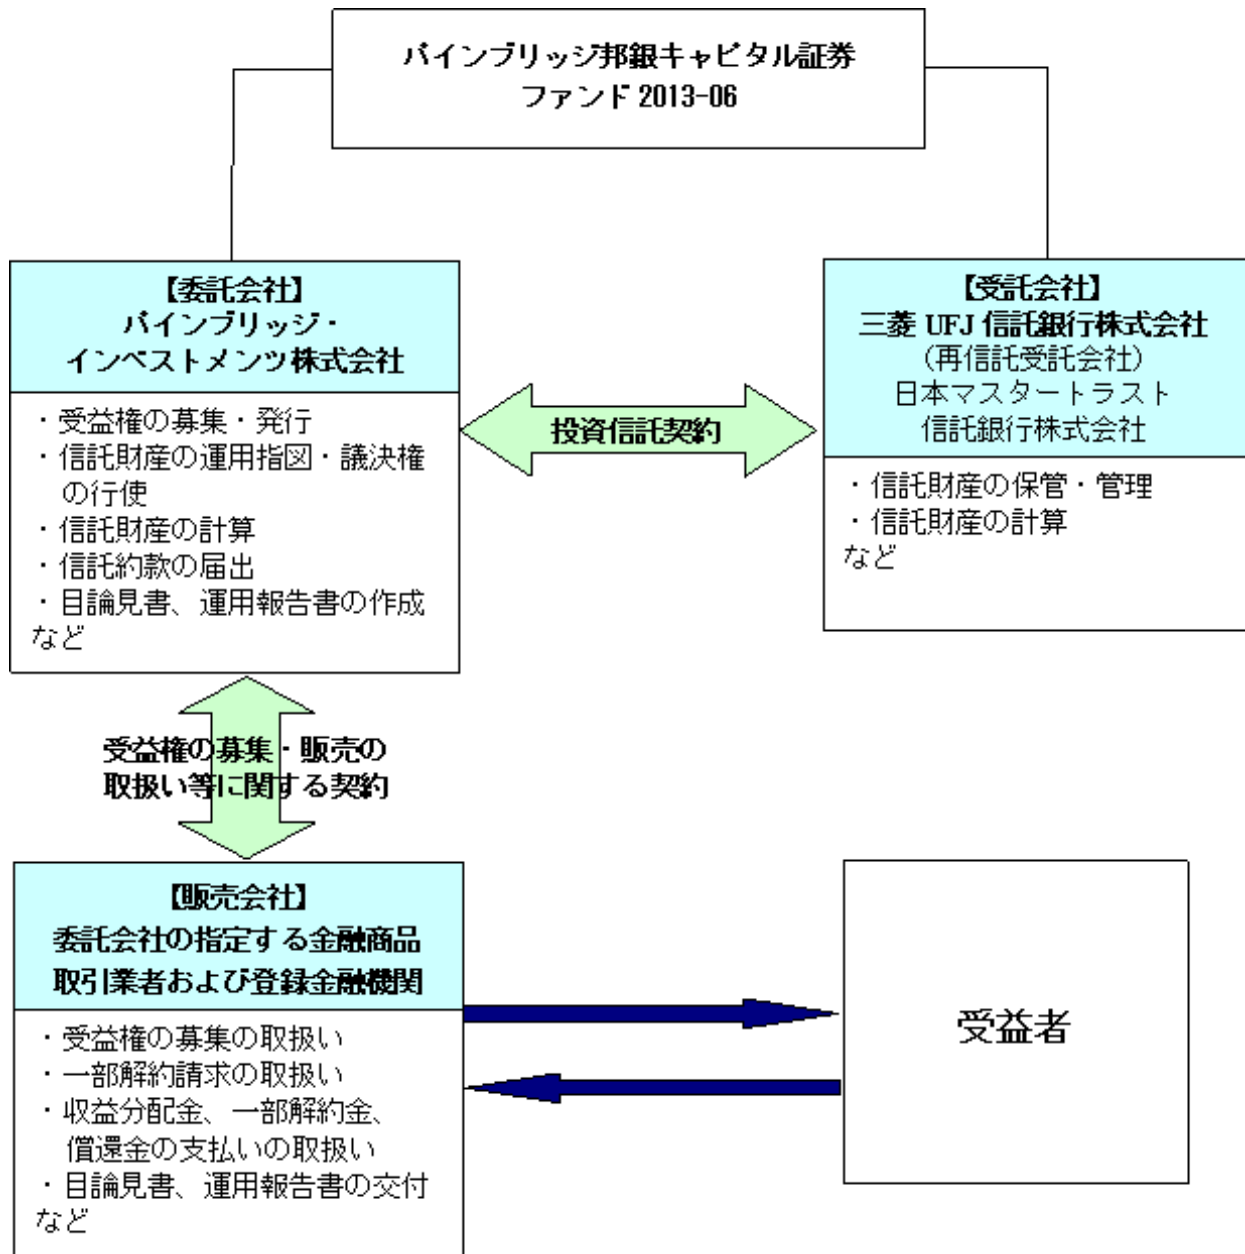 パインブリッジ邦銀キャピタル証券
ファンド 2013-06
【委託会社】
パインブリッジ・
インベストメンツ株式会社
・受益権の募集・発行
・信託財産の運用指図・議決権
の行使
・信託財産の計算
・信託約款の届出
・目論見書、運用報告書の作成
など
投資信託契約
【受託会社】
三菱 UFJ 信託銀行株式会社
(再信託受託会社)
日本マスタートラスト
信託銀行株式会社
・信託財産の保管・管理
・信託財産の計算
など
受益権の募集・販売の
取扱い等に関する契約
【販売会社】
委託会社の指定する金融商品
取引業者および登録金融機関
・受益権の募集の取扱い
・一部解約請求の取扱い
・収益分配金、一部解約金、
償還金の支払いの取扱い
・目論見書、運用報告書の交付
など
受益者